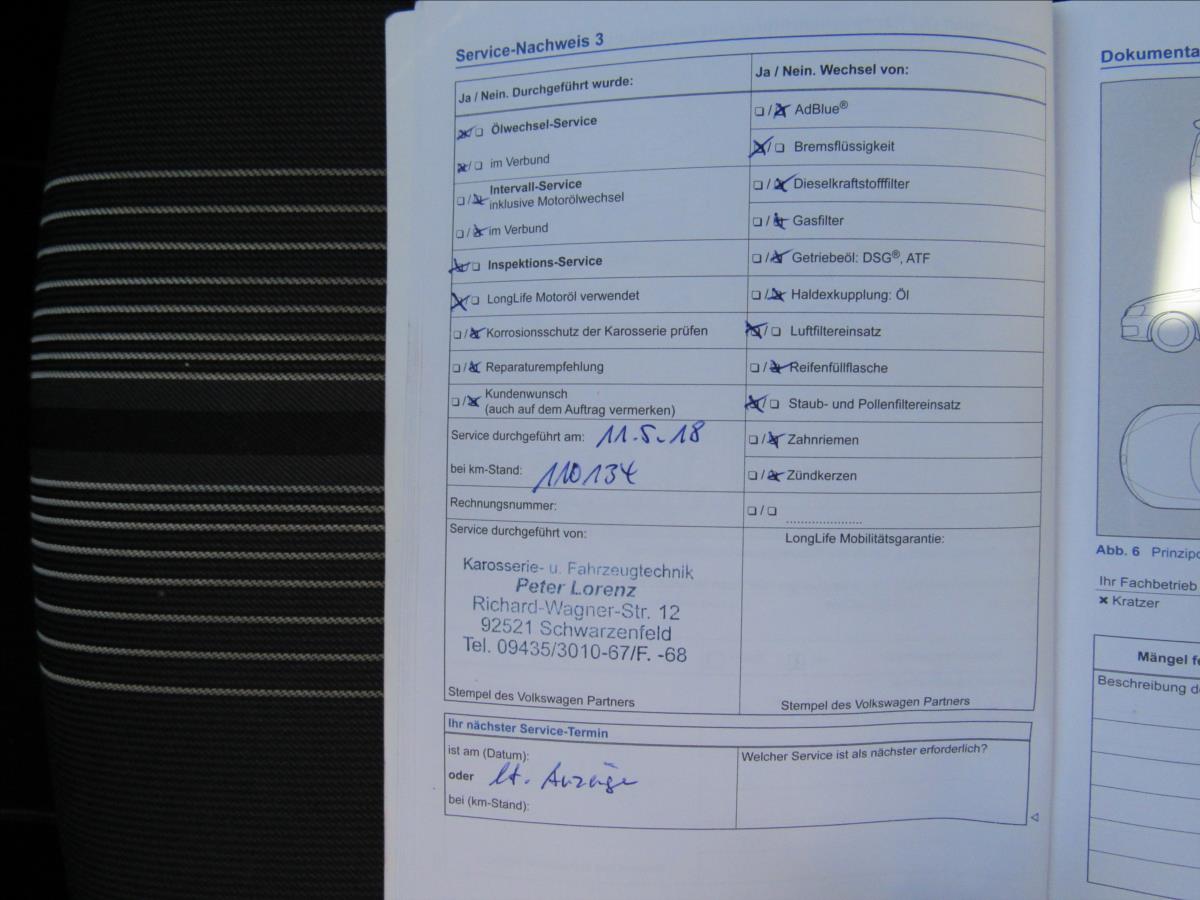 Service-Nachweis 3
Ja / Nein. Durchgeführt wurde:
Ölwechsel-Service
im Verbund
Intervall-Service
inklusive Motorölwechsel
im Verbund
Inspektions-Service
LongLife Motoröl verwendet
Korrosionsschutz der Karosserie prüfen
Reparaturempfehlung
Kundenwunsch
(auch auf dem Auftrag vermerken)
Service durchgeführt am: 11.5.18
bei km-Stand: 110134
Rechnungsnummer:
Service durchgeführt von:
Karosserie- u. Fahrzeugtechnik
Peter Lorenz
Richard-Wagner-Str. 12
92521 Schwarzenfeld
Tel. 09435/3010-67/F. -68
Stempel des Volkswagen Partners
Ja / Nein. Wechsel von:
AdBlue®
Bremsflüssigkeit
Dieselkraftstofffilter
Gasfilter
Getriebeöl: DSG®, ATF
Haldexkupplung: Öl
Luftfiltereinsatz
Reifenfüllflasche
Staub- und Pollenfiltereinsatz
Zahnriemen
Zündkerzen
LongLife Mobilitätsgarantie:
Stempel des Volkswagen Partners
Ihr nächster Service-Termin
ist am (Datum):
oder lt. Anzeige
bei (km-Stand):
Welcher Service ist als nächster erforderlich?
Dokumenta
Abb. 6 Prinzip
Ihr Fachbetrieb
× Kratzer
Mängel fe
Beschreibung de